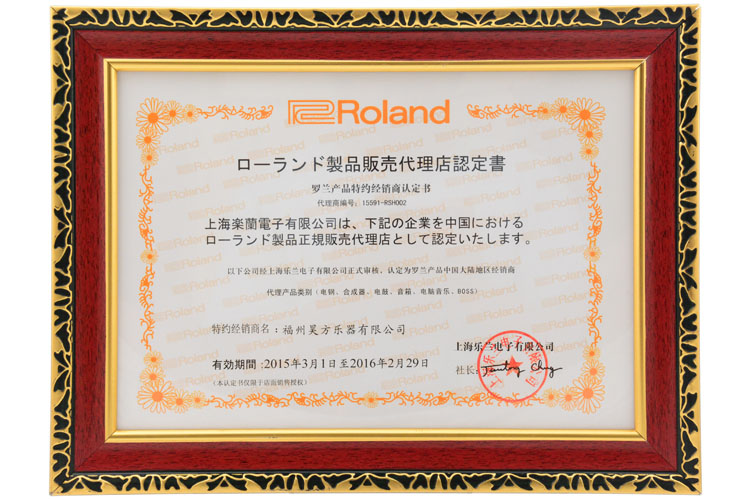 Roland
ローランド製品販売代理店認定書
罗兰产品特约经销商认定书
代理商编号：15591-RSH002
上海楽蘭電子有限公司は、下記の企業を中国における
ローランド製品正規販売代理店として認定いたします。
以下公司经上海乐兰电子有限公司正式审核，认定为罗兰产品中国大陆地区经销商
代理产品类别（电钢、合成器、电鼓、音箱、电脑音乐、BOSS）
特约经销商名：福州昊方乐器有限公司
上海乐兰电子有限公司
有効期間：2015年3月1日至2016年2月29日
社长：
（本认定书仅限于店面销售授权）